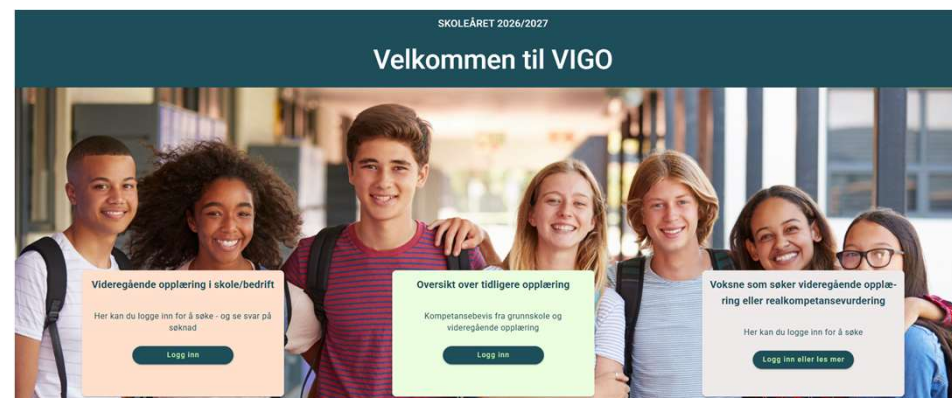 SKOLEÅRET 2026/2027
Velkommen til VIGO
Videregående opplæring i skole/bedrift
Her kan du logge inn for å søke - og se svar på
søknad
Logg inn
Oversikt over tidligere opplæring
Kompetansebevis fra grunnskole og
videregående opplæring
Logg inn
Voksne som søker videregående opplæ-
ring eller realkompetansevurdering
Her kan du logge inn for å søke
Logg inn eller les mer